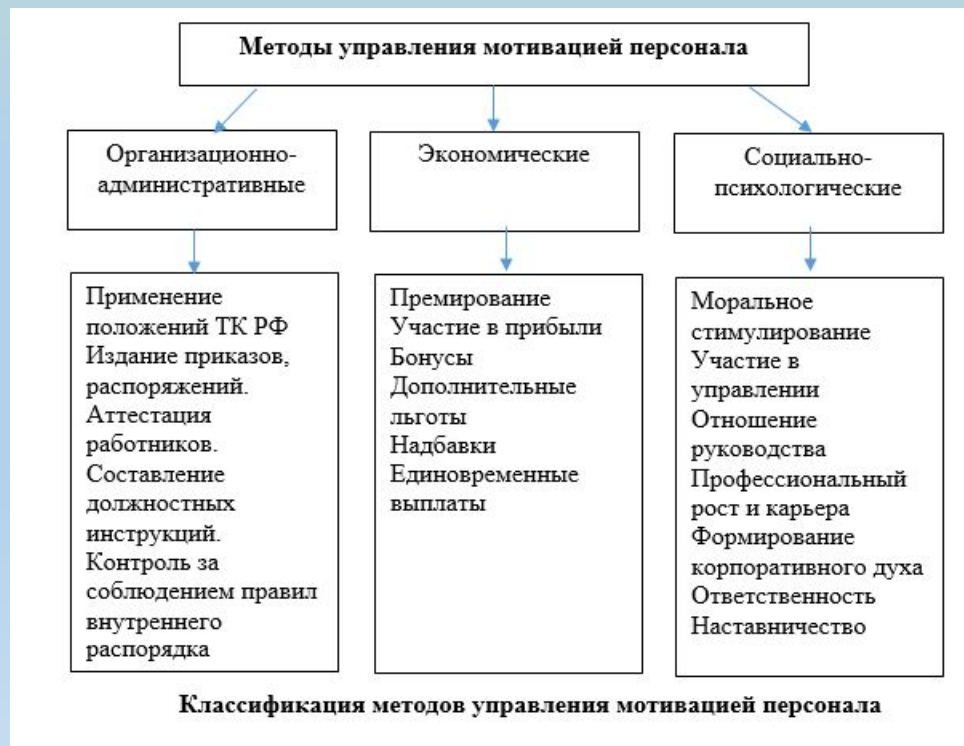 Методы управления мотивацией персонала
Организационно-
административные
Экономические
Социально-
психологические
Применение
положений ТК РФ
Издание приказов,
распоряжений.
Аттестация
работников.
Составление
должностных
инструкций.
Контроль за
соблюдением правил
внутреннего
распорядка
Премирование
Участие в прибыли
Бонусы
Дополнительные
льготы
Надбавки
Единовременные
выплаты
Моральное
стимулирование
Участие в
управлении
Отношение
руководства
Профессиональный
рост и карьера
Формирование
корпоративного духа
Ответственность
Наставничество
Классификация методов управления мотивацией персонала